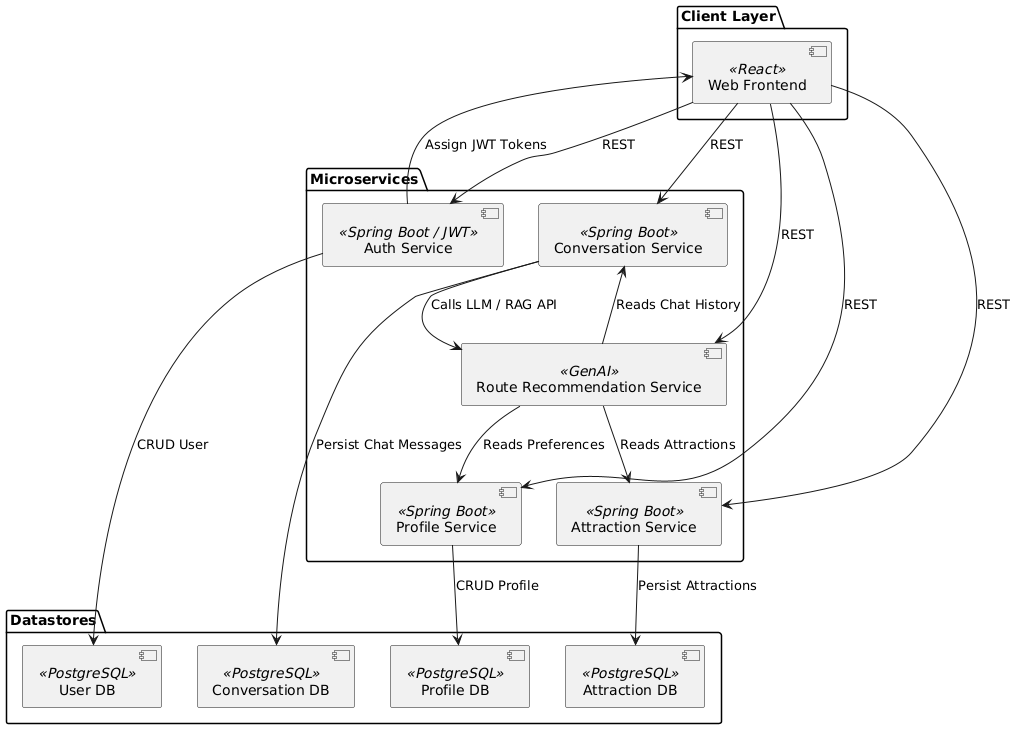 Client Layer
«React»
Web Frontend
Assign JWT Tokens
REST
REST
Microservices
«Spring Boot / JWT»
Auth Service
«Spring Boot»
Conversation Service
REST
Calls LLM / RAG API
Reads Chat History
REST
REST
«GenAI»
Route Recommendation Service
CRUD User
Persist Chat Messages
Reads Preferences
Reads Attractions
«Spring Boot»
Profile Service
«Spring Boot»
Attraction Service
CRUD Profile
Persist Attractions
Datastores
«PostgreSQL»
User DB
«PostgreSQL»
Conversation DB
«PostgreSQL»
Profile DB
«PostgreSQL»
Attraction DB